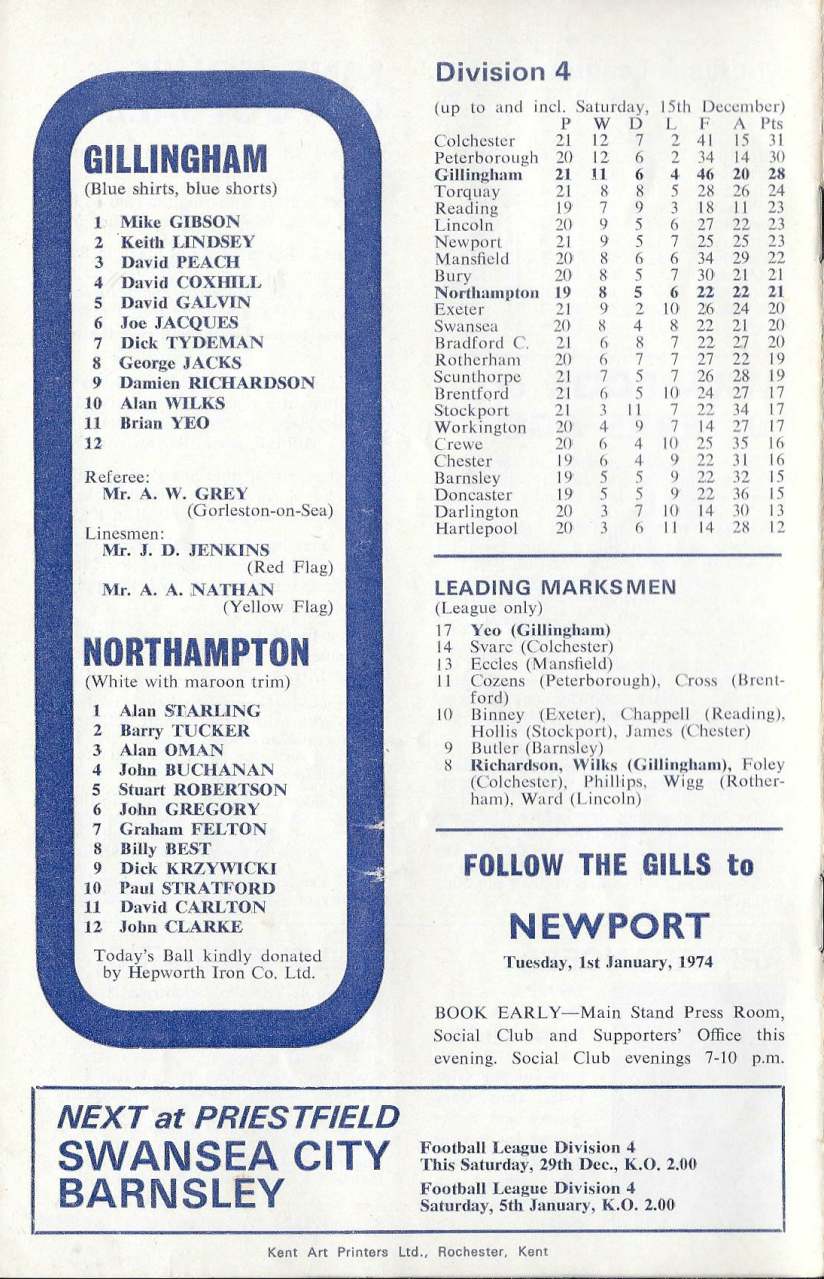 GILLINGHAM
(Blue shirts, blue shorts)
1 Mike GIBSON
2 Keith LINDSEY
3 David PEACH
4 David COXHILL
5 David GALVIN
6 Joe JACQUES
7 Dick TYDEMAN
8 George JACKS
9 Damien RICHARDSON
10 Alan WILKS
11 Brian YEO
12
Referee:
Mr. A. W. GREY
(Gorleston-on-Sea)
Linesmen:
Mr. J. D. JENKINS
(Red Flag)
Mr. A. A. NATHAN
(Yellow Flag)
NORTHAMPTON
(White with maroon trim)
1 Alan STARLING
2 Barry TUCKER
3 Alan OMAN
4 John BUCHANAN
5 Stuart ROBERTSON
6 John GREGORY
7 Graham FELTON
8 Billy BEST
9 Dick KRZYWICKI
10 Paul STRATFORD
11 David CARLTON
12 John CLARKE
Today's Ball kindly donated
by Hepworth Iron Co. Ltd.
Division 4
(up to and incl. Saturday, 15th December)
P W D L F A Pts
Colchester 21 12 7 2 41 15 31
Peterborough 20 12 6 2 34 14 30
Gillingham 21 11 6 4 46 20 28
Torquay 21 8 8 5 28 26 24
Reading 19 7 9 3 18 11 23
Lincoln 20 9 5 6 27 22 23
Newport 21 9 5 7 25 25 23
Mansfield 20 8 6 6 34 29 22
Bury 20 8 5 7 30 21 21
Northampton 19 8 5 6 22 22 21
Exeter 21 9 2 10 26 24 20
Swansea 20 8 4 8 22 21 20
Bradford C. 21 6 8 7 22 27 20
Rotherham 20 6 7 7 27 22 19
Scunthorpe 21 7 5 7 26 28 19
Brentford 21 6 5 10 24 27 17
Stockport 21 3 11 7 22 34 17
Workington 20 4 9 7 14 27 17
Crewe 20 6 4 10 25 35 16
Chester 19 6 4 9 22 31 16
Barnsley 19 5 5 9 22 32 15
Doncaster 19 5 5 9 22 36 15
Darlington 20 3 7 10 14 30 13
Hartlepool 20 3 6 11 14 28 12
LEADING MARKSMEN
(League only)
17 Yeo (Gillingham)
14 Svarc (Colchester)
13 Eccles (Mansfield)
11 Cozens (Peterborough), Cross (Brent-
ford)
10 Binney (Exeter), Chappell (Reading),
Hollis (Stockport), James (Chester)
9 Butler (Barnsley)
8 Richardson, Wilks (Gillingham), Foley
(Colchester), Phillips, Wigg (Rother-
ham), Ward (Lincoln)
FOLLOW THE GILLS to
NEWPORT
Tuesday, 1st January, 1974
BOOK EARLY—Main Stand Press Room,
Social Club and Supporters' Office this
evening. Social Club evenings 7-10 p.m.
NEXT at PRIESTFIELD
SWANSEA CITY
BARNSLEY
Football League Division 4
This Saturday, 29th Dec., K.O. 2.00
Football League Division 4
Saturday, 5th January, K.O. 2.00
Kent Art Printers Ltd., Rochester, Kent